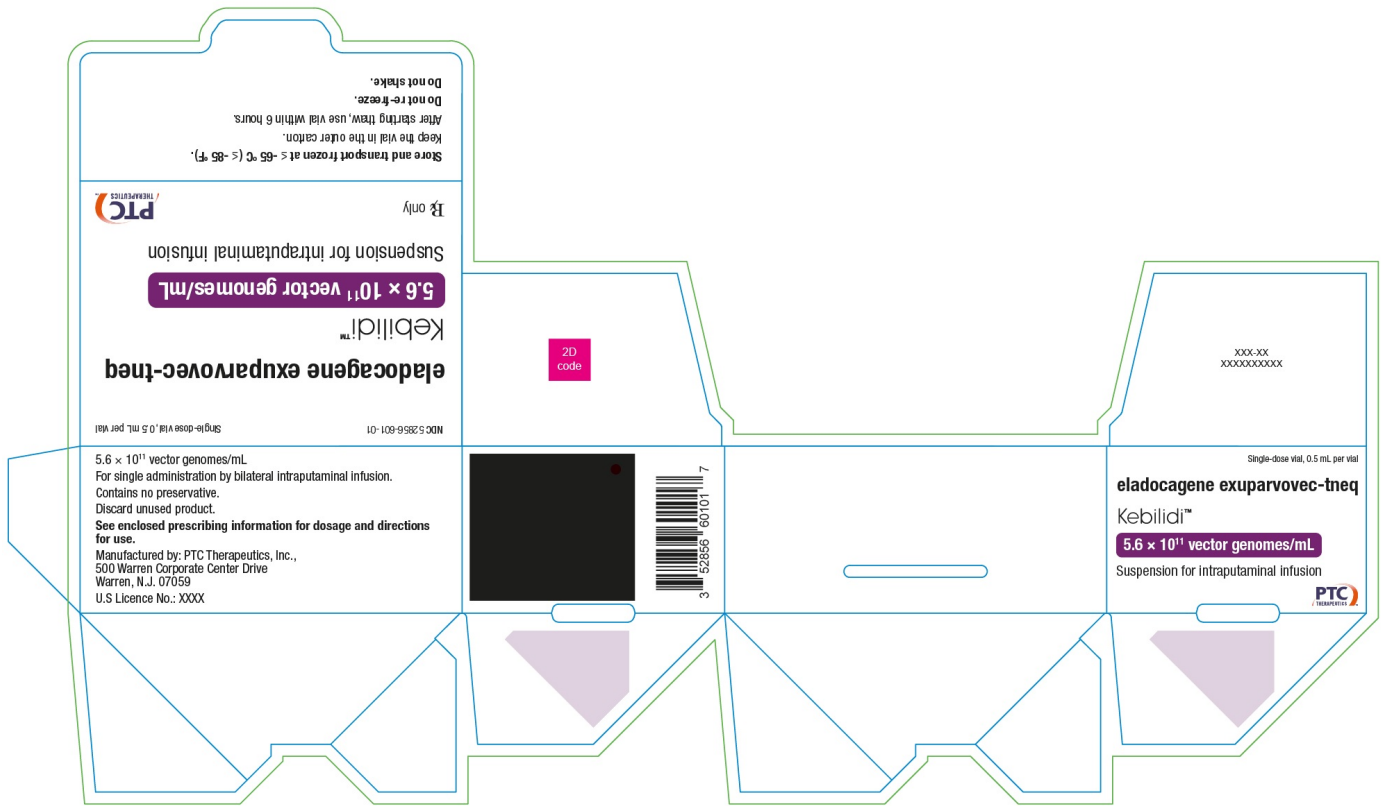 Store and transport frozen at ≤ -65 ºC (≤ -85 ºF).
Keep the vial in the outer carton.
After starting thaw, use vial within 6 hours.
Do not re-freeze.
Do not shake.
NDC 52856-601-01 Single-dose vial, 0.5 mL per vial
eladocagene exuparvovec-tneq
Kebilidi™
5.6 × 10¹¹ vector genomes/mL
Suspension for intraputaminal infusion
℞ only
PTC
THERAPEUTICS™
5.6 × 10¹¹ vector genomes/mL
For single administration by bilateral intraputaminal infusion.
Contains no preservative.
Discard unused product.
See enclosed prescribing information for dosage and directions
for use.
Manufactured by: PTC Therapeutics, Inc.,
500 Warren Corporate Center Drive
Warren, N.J. 07059
U.S Licence No.: XXXX
2D
code
3 52856 60101 7
XXX-XX
XXXXXXXXXX
Single-dose vial, 0.5 mL per vial
eladocagene exuparvovec-tneq
Kebilidi™
5.6 × 10¹¹ vector genomes/mL
Suspension for intraputaminal infusion
PTC
THERAPEUTICS™